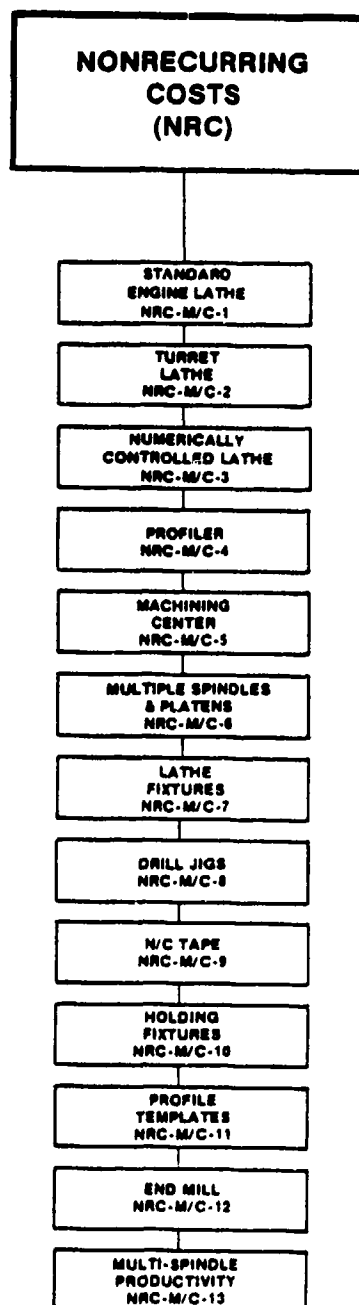 NONRECURRING
COSTS
(NRC)
STANDARD
ENGINE LATHE
NRC-M/C-1
TURRET
LATHE
NRC-M/C-2
NUMERICALLY
CONTROLLED LATHE
NRC-M/C-3
PROFILER
NRC-M/C-4
MACHINING
CENTER
NRC-M/C-5
MULTIPLE SPINDLES
& PLATENS
NRC-M/C-6
LATHE
FIXTURES
NRC-M/C-7
DRILL JIGS
NRC-M/C-8
N/C TAPE
NRC-M/C-9
HOLDING
FIXTURES
NRC-M/C-10
PROFILE
TEMPLATES
NRC-M/C-11
END MILL
NRC-M/C-12
MULTI-SPINDLE
PRODUCTIVITY
NRC-M/C-13